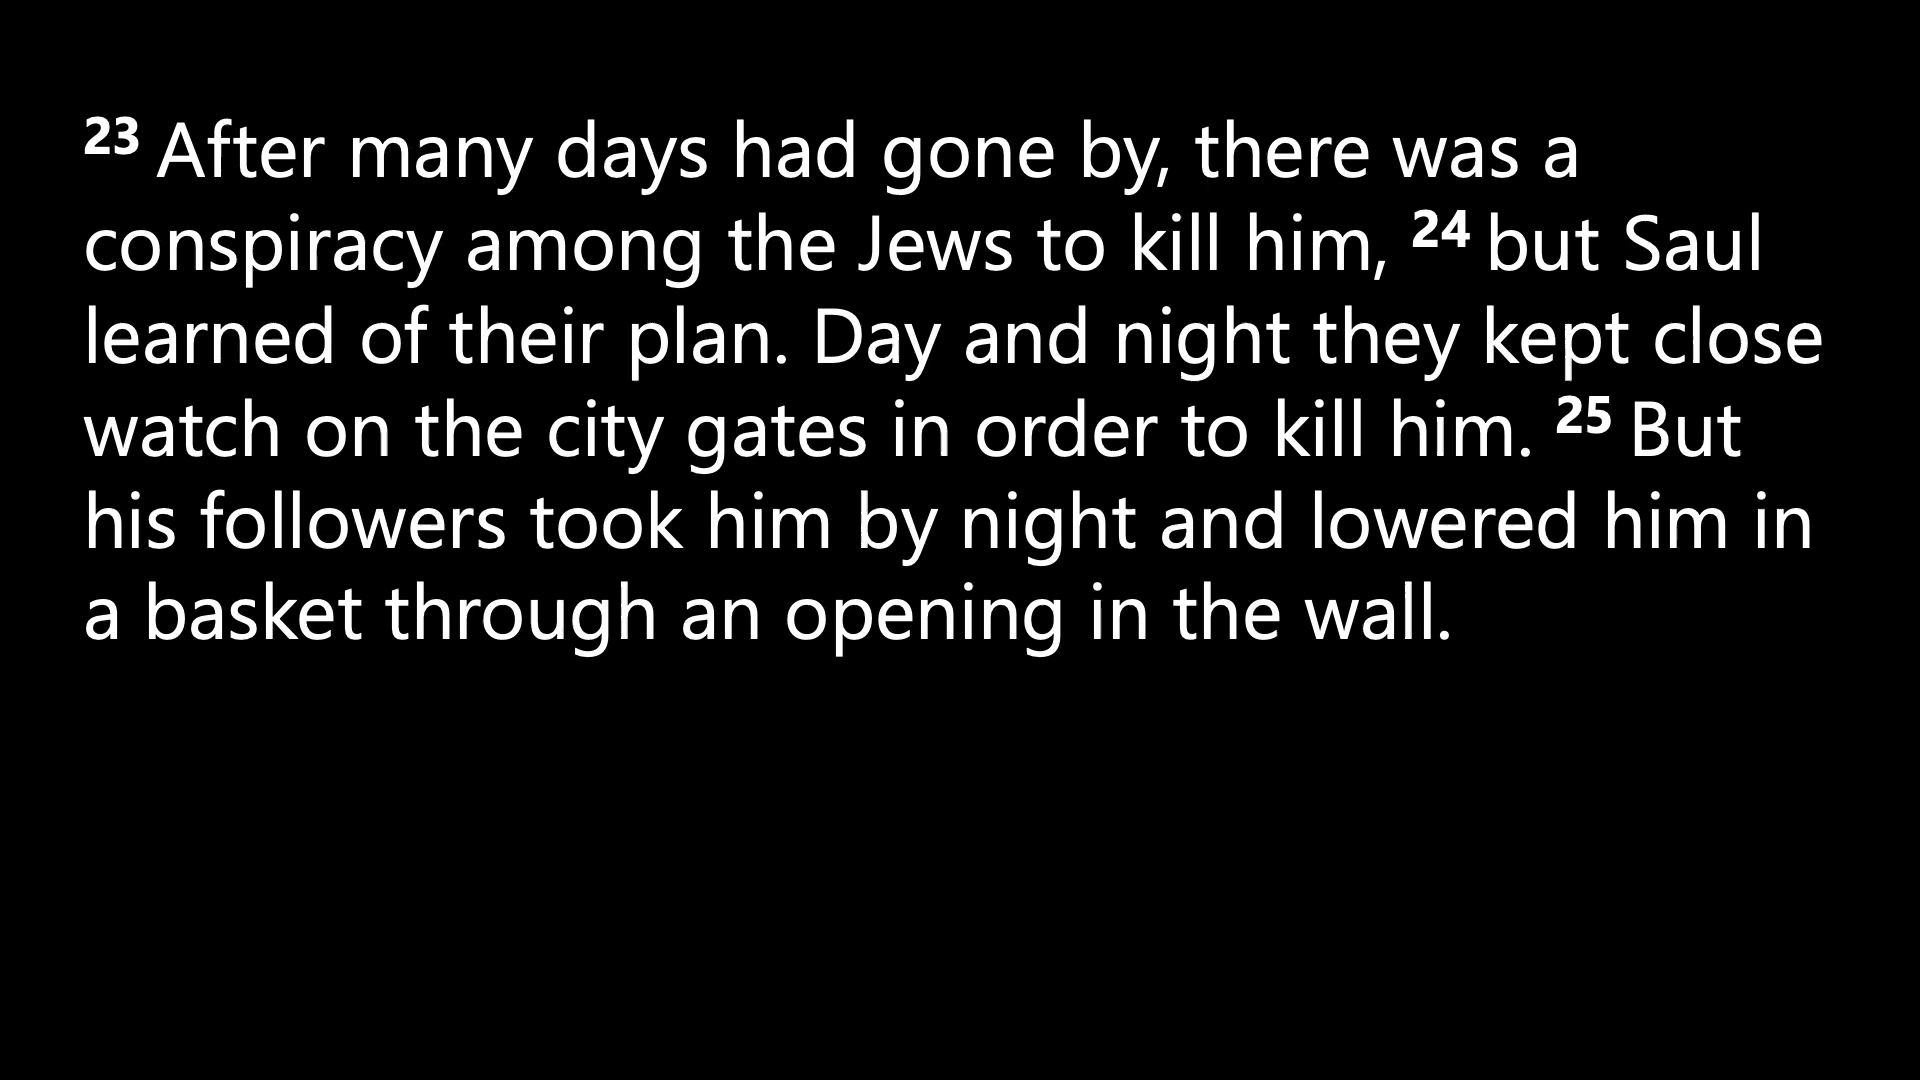 23 After many days had gone by, there was a
conspiracy among the Jews to kill him, 24 but Saul
learned of their plan. Day and night they kept close
watch on the city gates in order to kill him. 25 But
his followers took him by night and lowered him in
a basket through an opening in the wall.